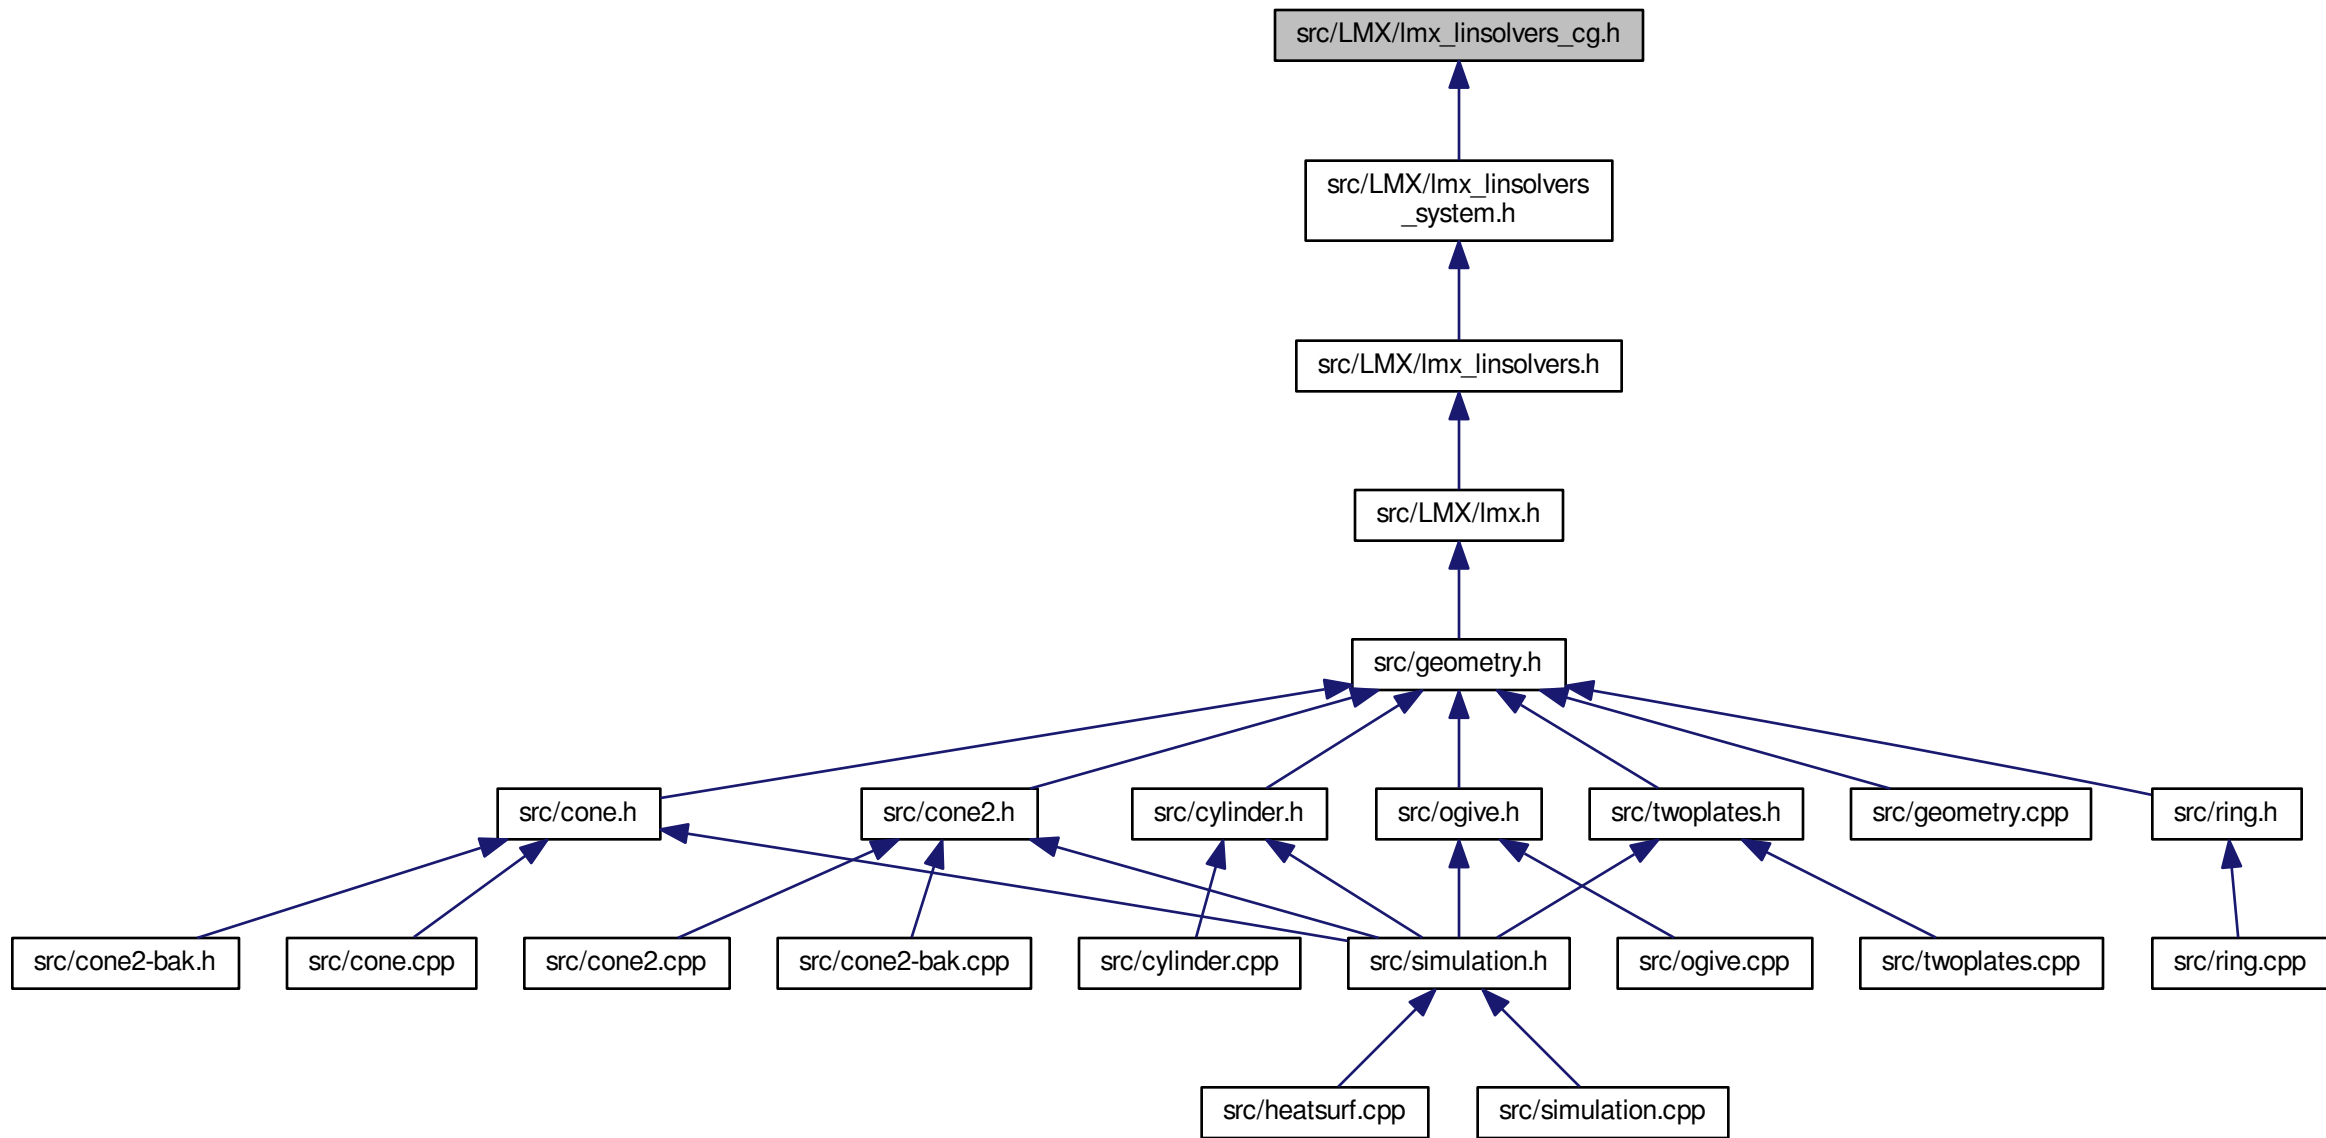 src/LMX/lmx_linsolvers_cg.h
src/LMX/lmx_linsolvers
_system.h
src/LMX/lmx_linsolvers.h
src/LMX/lmx.h
src/geometry.h
src/cone.h
src/cone2.h
src/cylinder.h
src/ogive.h
src/twoplates.h
src/geometry.cpp
src/ring.h
src/cone2-bak.h
src/cone.cpp
src/cone2.cpp
src/cone2-bak.cpp
src/cylinder.cpp
src/simulation.h
src/ogive.cpp
src/twoplates.cpp
src/ring.cpp
src/heatsurf.cpp
src/simulation.cpp